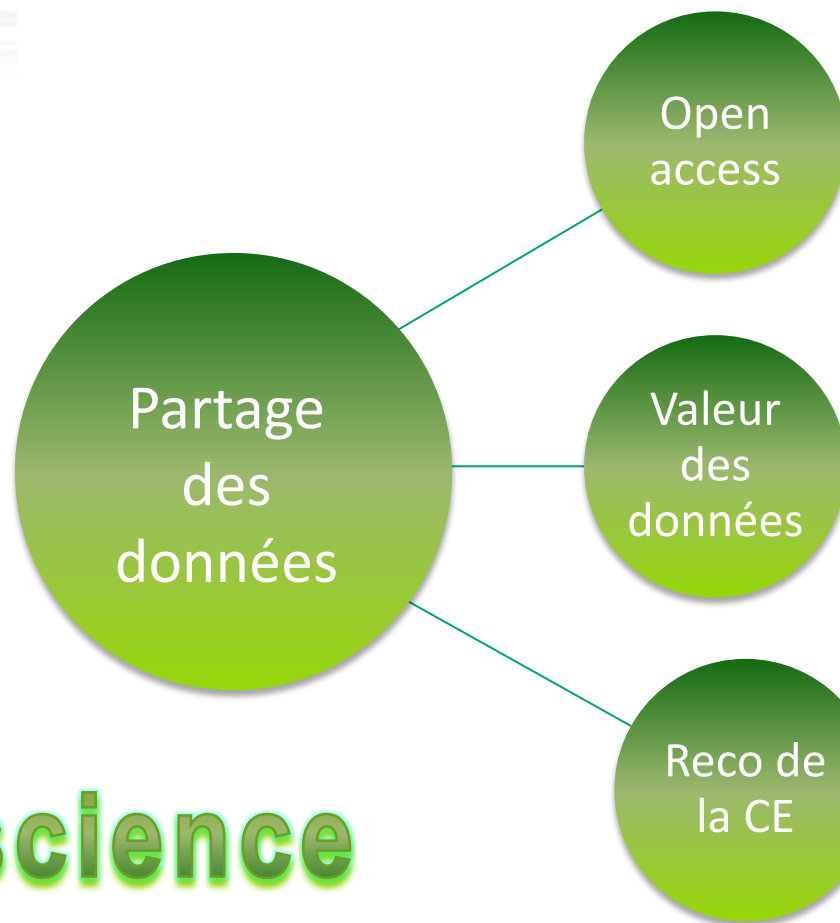 Open
access
Partage
des
données
Valeur
des
données
Reco de
la CE
science